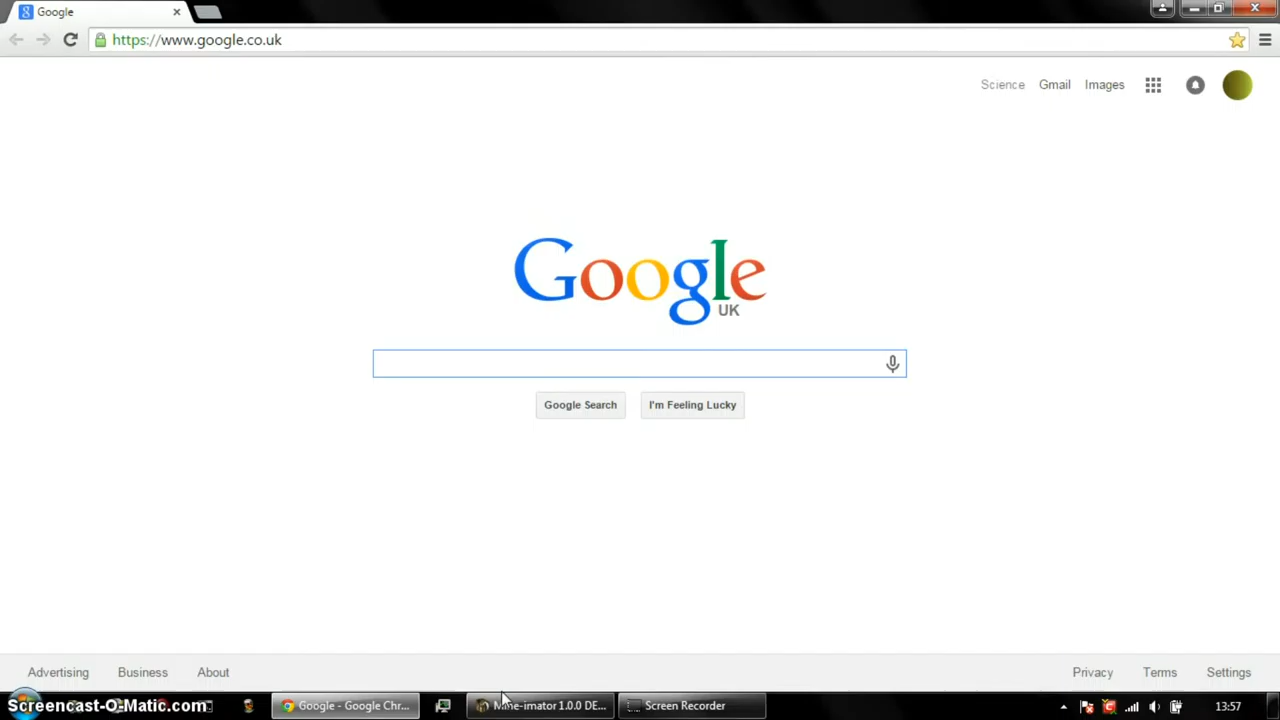 Google
https://www.google.co.uk
Science Gmail Images
Google
UK
Google Search I'm Feeling Lucky
Advertising Business About Privacy Terms Settings
Screencast-O-Matic.com Google - Google Chr... Mine-imator 1.0.0 DE... Screen Recorder 13:57